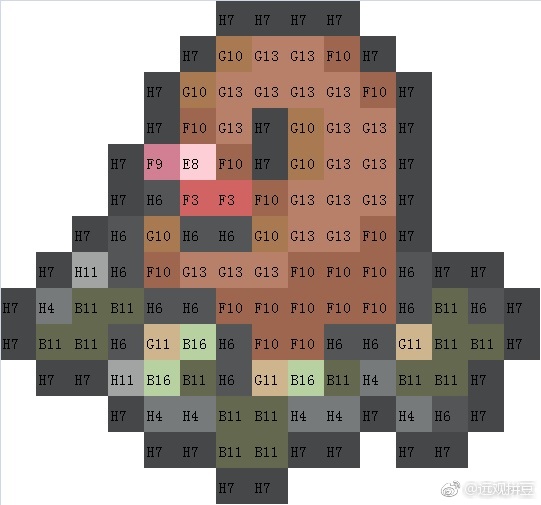 H7 H7 H7 H7
H7 G10 G13 G13 F10 H7
H7 G10 G13 G13 G13 G13 F10 H7
H7 F10 G13 H7 G10 G13 G13 H7
H7 F9 E8 F10 H7 G10 G13 G13 H7
H7 H6 F3 F3 F10 G13 G13 G13 H7
H7 H6 G10 H6 H6 G10 G13 G13 F10 H7
H7 H11 H6 F10 G13 G13 G13 F10 F10 F10 H6 H7 H7
H7 H4 B11 B11 H6 H6 F10 F10 F10 F10 F10 H6 B11 H6 H7
H7 B11 B11 H6 G11 B16 H6 F10 F10 H6 H6 G11 B11 B11 H7
H7 H7 H11 B16 B11 H6 G11 B16 B11 H4 B11 B11 H7
H7 H4 H4 B11 B11 H4 H4 H7 H4 H6 H7
H7 H7 B11 B11 H7 H7 H7 H7
H7 H7
@远观拼豆